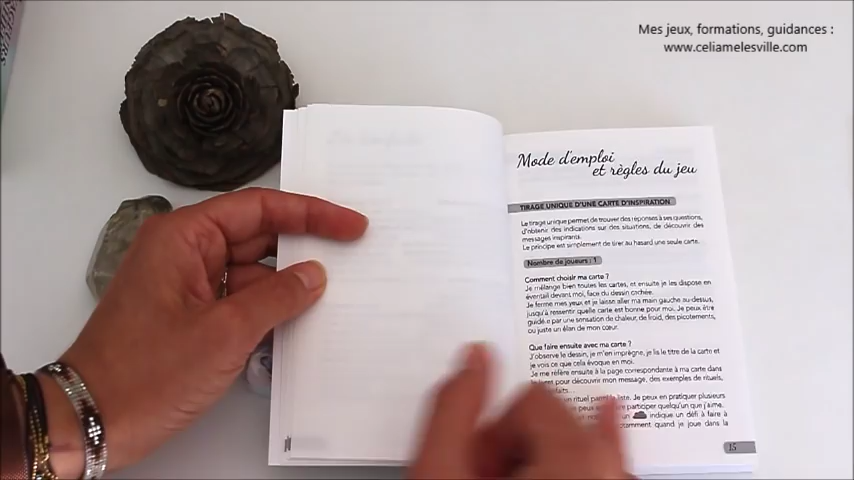 Mes jeux, formations, guidances :
www.celiamelesville.com
Mode d'emploi
et règles du jeu
TIRAGE UNIQUE D'UNE CARTE D'INSPIRATION
Le tirage unique permet de trouver des réponses à ses questions,
d'obtenir des indications sur des situations, de découvrir des
messages inspirants.
Le principe est simplement de tirer au hasard une seule carte.
Nombre de joueurs : 1
Comment choisir ma carte ?
Je mélange bien toutes les cartes, et ensuite je les dispose en
éventail devant moi, face du dessin cachée.
Je ferme mes yeux, et je laisse aller ma main gauche au-dessus,
jusqu'à ressentir quelle carte est bonne pour moi. Je peux être
guidé.e par une sensation de chaleur, de froid, des picotements,
ou juste un élan de mon cœur.
Que faire ensuite avec ma carte ?
J'observe le dessin, je m'en imprègne, je lis le titre de la carte et
je vois ce que cela évoque en moi.
Je me réfère ensuite à la page correspondante à ma carte dans
pour découvrir mon message, des exemples de rituels,
un rituel liste. Je peux en pratiquer plusieurs
participer quelqu'un que j'aime.
indique un défi à faire à
quand je joue dans la
15